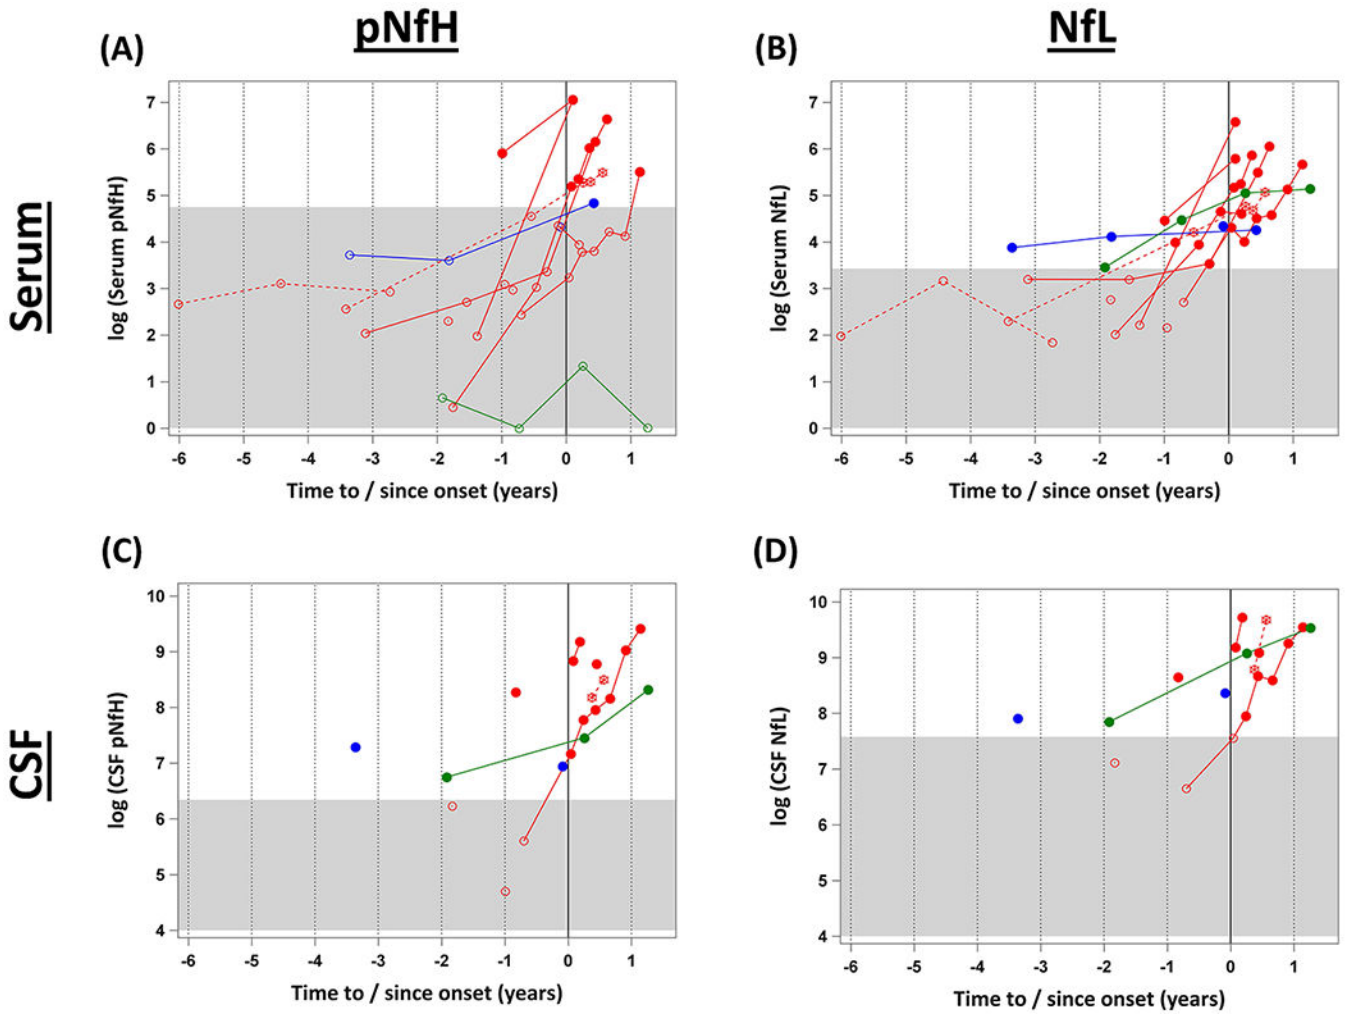 pNfH
NfL
(A)
(B)
Serum
log (Serum pNfH)
7
6
5
4
3
2
1
0
-6 -5 -4 -3 -2 -1 0 1
Time to / since onset (years)
log (Serum NfL)
7
6
5
4
3
2
1
0
-6 -5 -4 -3 -2 -1 0 1
Time to / since onset (years)
(C)
(D)
CSF
log (CSF pNfH)
10
9
8
7
6
5
4
-6 -5 -4 -3 -2 -1 0 1
Time to / since onset (years)
log (CSF NfL)
10
9
8
7
6
5
4
-6 -5 -4 -3 -2 -1 0 1
Time to / since onset (years)